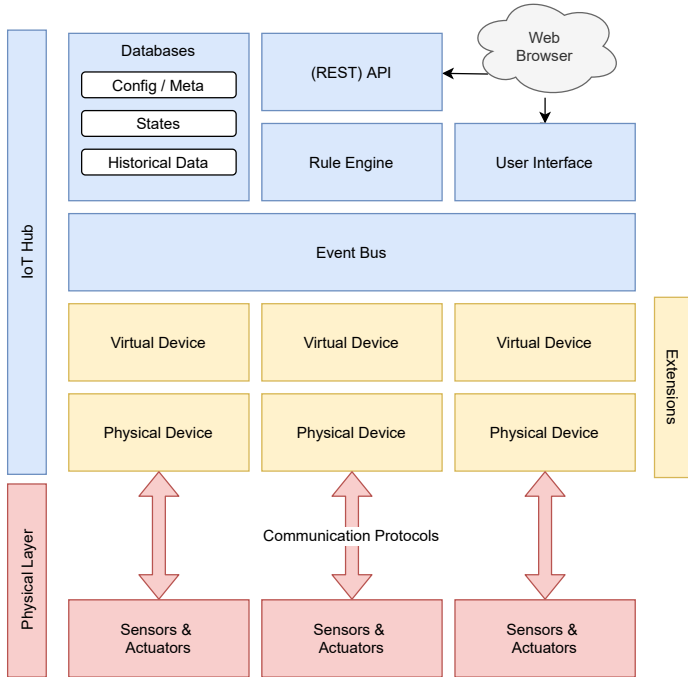 Web
Browser
Databases
Config / Meta
States
Historical Data
(REST) API
Rule Engine
User Interface
IoT Hub
Event Bus
Virtual Device
Virtual Device
Virtual Device
Extensions
Physical Device
Physical Device
Physical Device
Physical Layer
Communication Protocols
Sensors &
Actuators
Sensors &
Actuators
Sensors &
Actuators